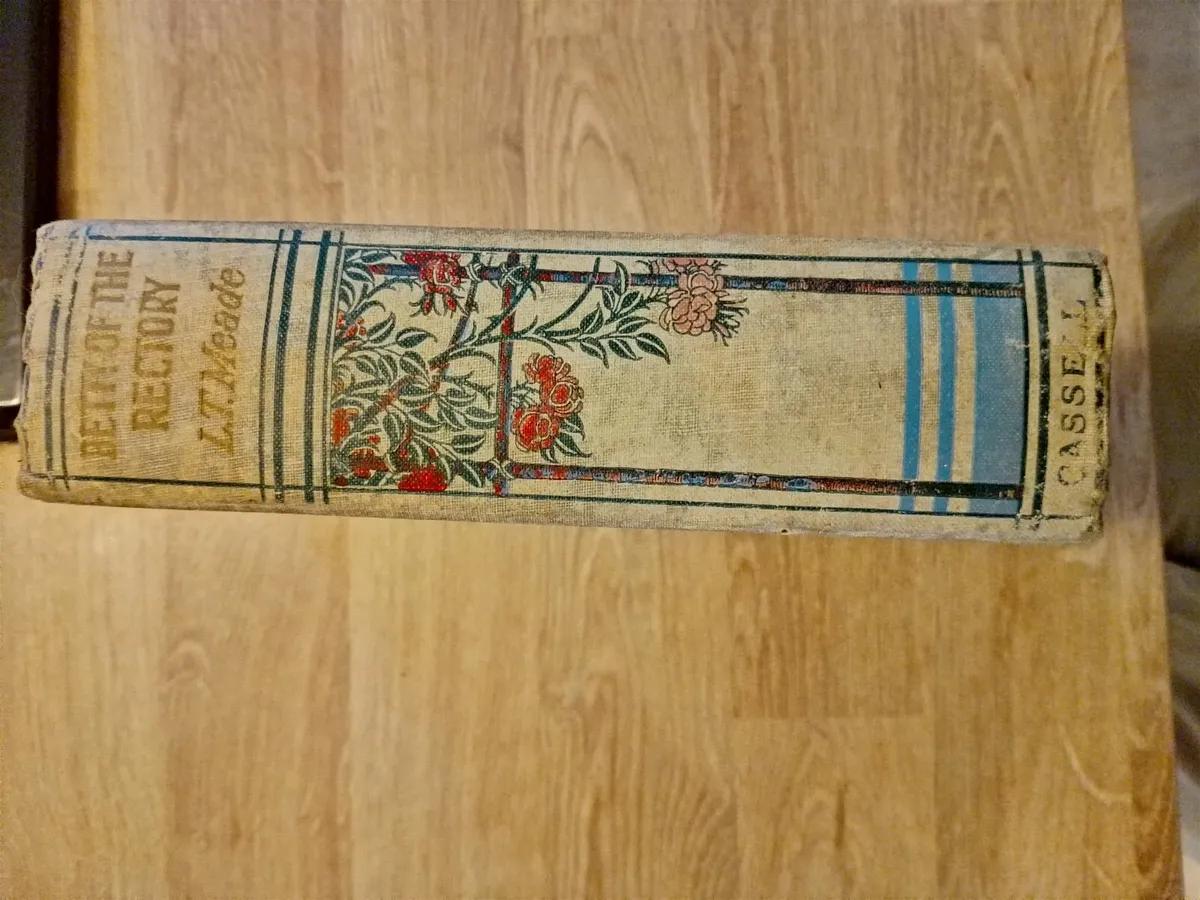 BETTY OF THE
RECTORY
L.T. Meade
CASSELL